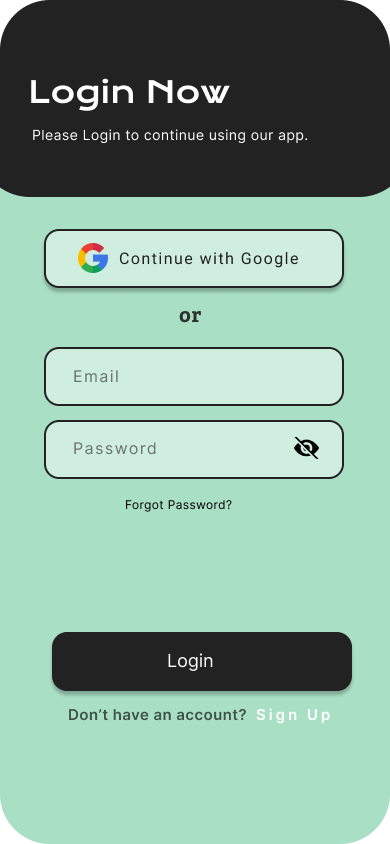 Login Now
Please Login to continue using our app.
Continue with Google
or
Email
Password
Forgot Password?
Login
Don’t have an account? Sign Up